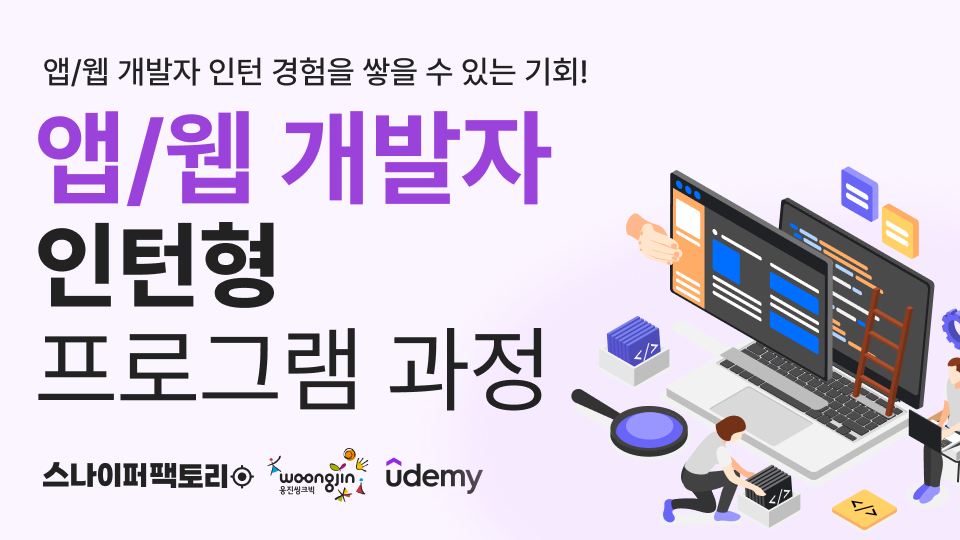 앱/웹 개발자 인턴 경험을 쌓을 수 있는 기회!
앱/웹 개발자
인턴형
프로그램 과정
스나이퍼팩토리
woongjin
웅진씽크빅
udemy
</>
</>
</>